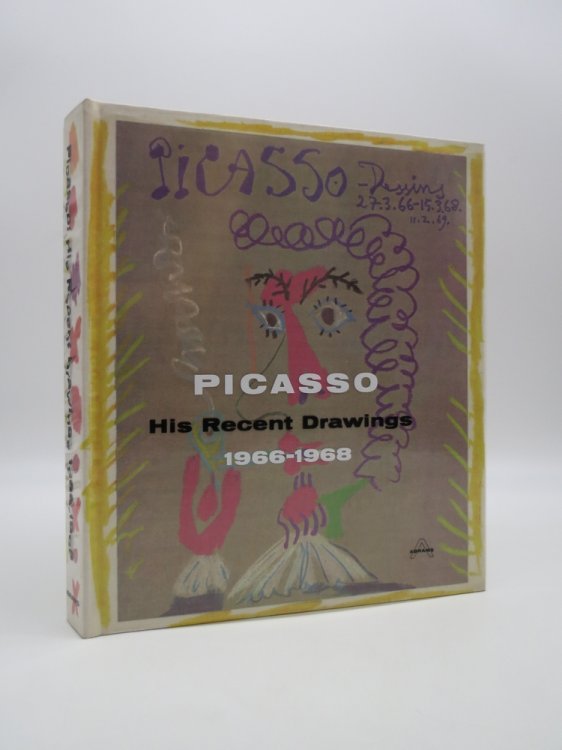 PICASSO
-Dessins
27.3.66-15.3.68.
11.2.69.
PICASSO
His Recent Drawings
1966-1968
ABRAMS
Picasso: His Recent Drawings 1966-1968